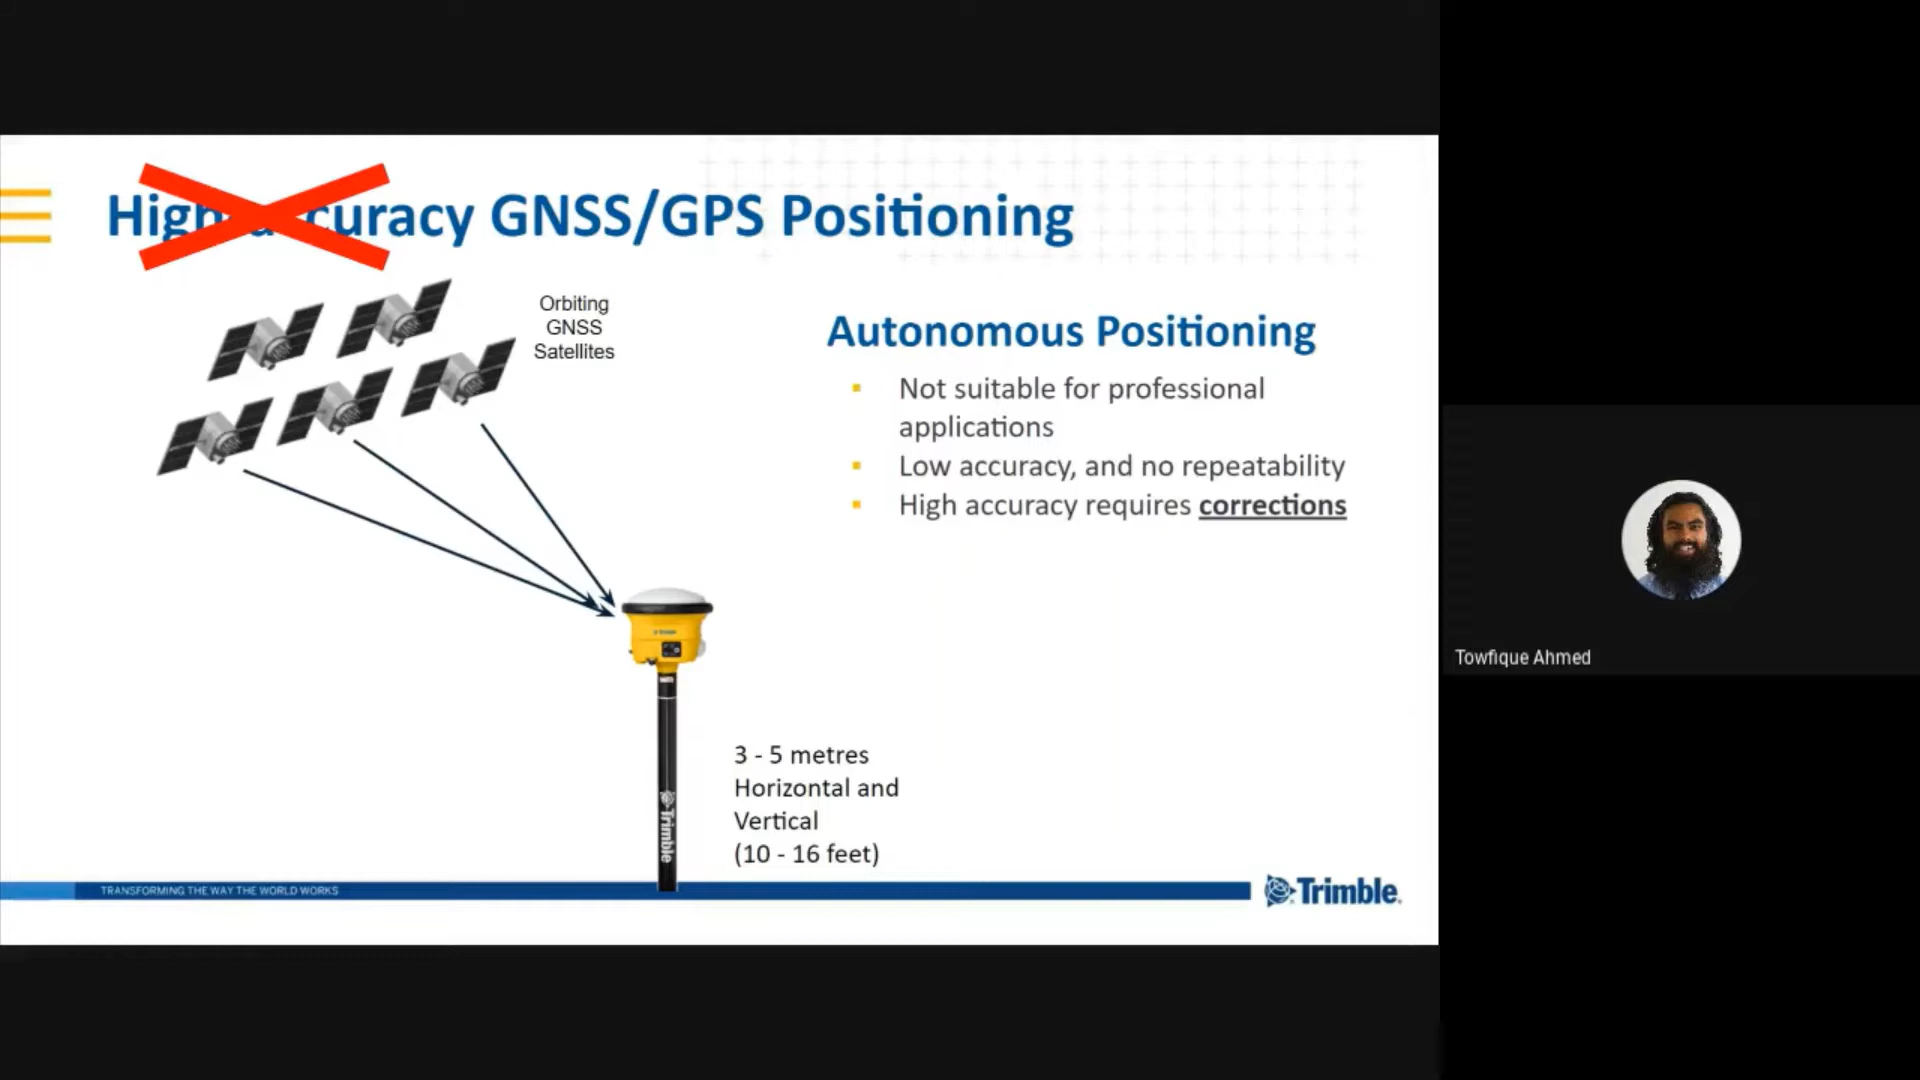 High accuracy GNSS/GPS Positioning
Orbiting
GNSS
Satellites
Autonomous Positioning
Not suitable for professional
applications
Low accuracy, and no repeatability
High accuracy requires corrections
3 - 5 metres
Horizontal and
Vertical
(10 - 16 feet)
Trimble
TRANSFORMING THE WAY THE WORLD WORKS
Trimble
Towfique Ahmed